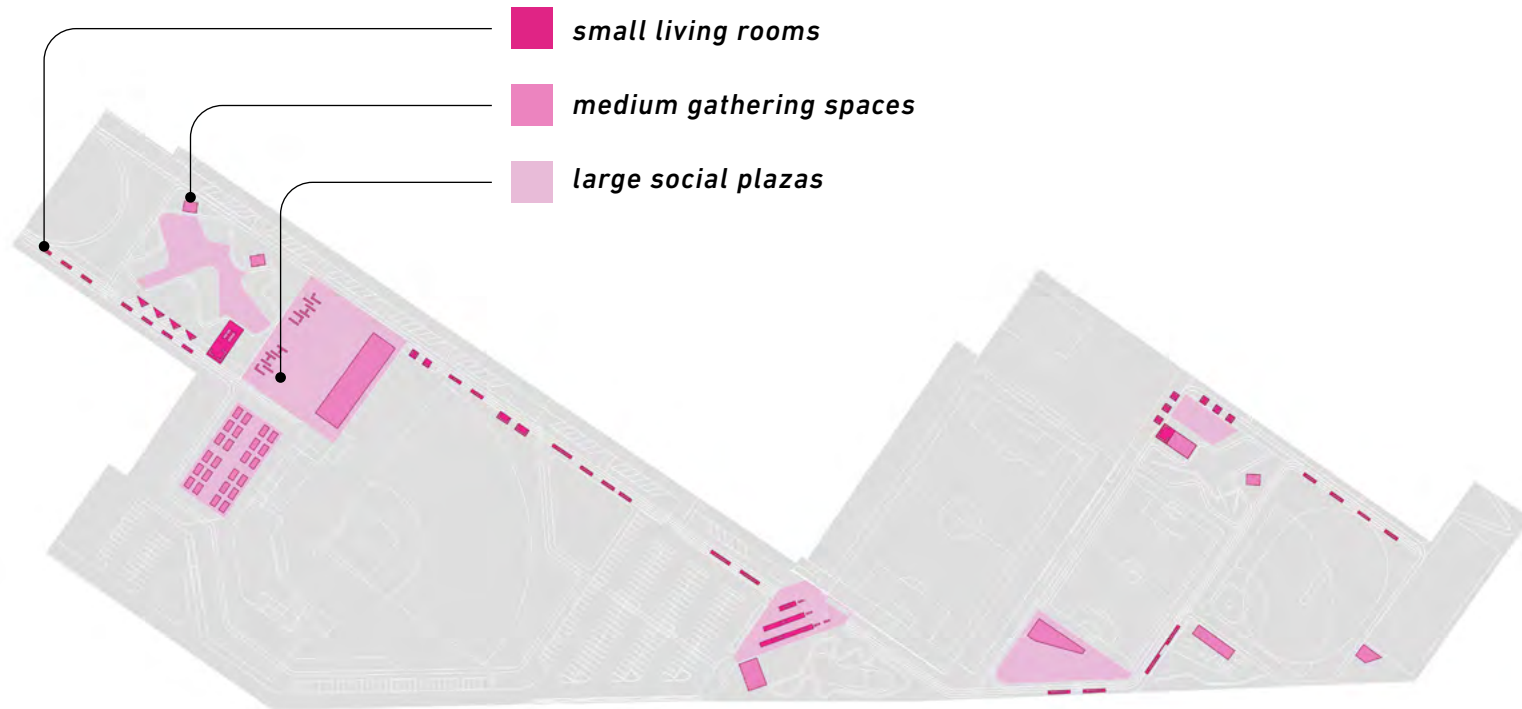 small living rooms
medium gathering spaces
large social plazas